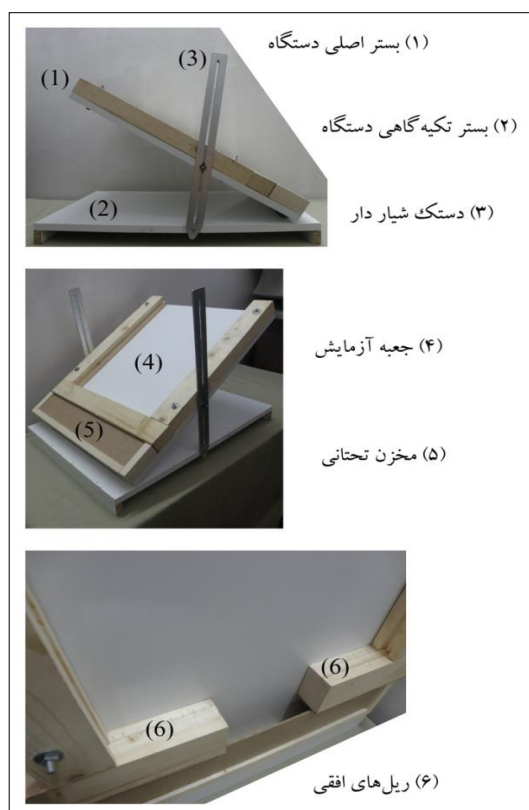 (۱) بستر اصلی دستگاه
(3)
(1)
(۲) بستر تکیه‌گاهی دستگاه
(2)
(۳) دستک شیار دار
(4)
(۴) جعبه آزمایش
(5)
(۵) مخزن تحتانی
(6)
(6)
(۶) ریل‌های افقی